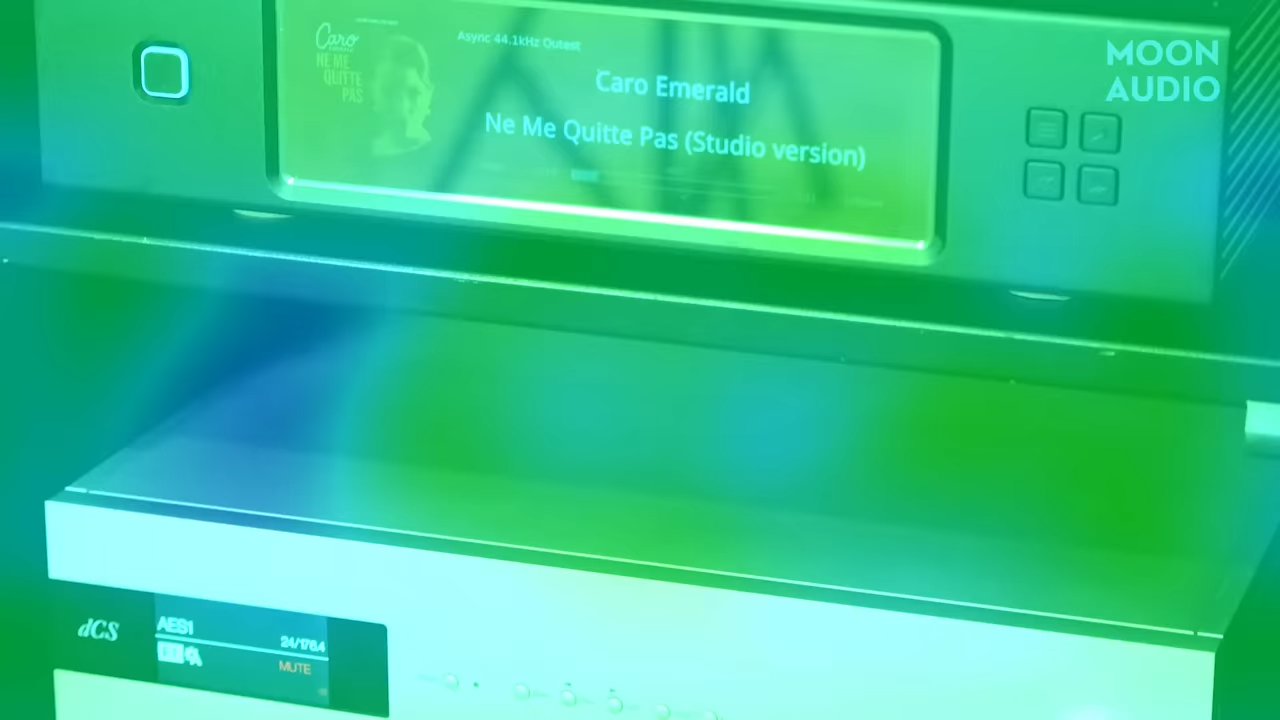 MOON
AUDIO
Async 44.1kHz Outest
Caro
NE ME
QUITTE
PAS
Caro Emerald
Ne Me Quitte Pas (Studio version)
dCS
AES1
24/176.4
MUTE